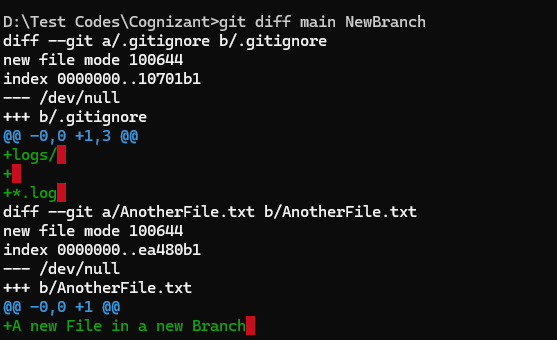 D:\Test Codes\Cognizant>git diff main NewBranch
diff --git a/.gitignore b/.gitignore
new file mode 100644
index 0000000..10701b1
--- /dev/null
+++ b/.gitignore
@@ -0,0 +1,3 @@
+logs/
+
+*.log
diff --git a/AnotherFile.txt b/AnotherFile.txt
new file mode 100644
index 0000000..ea480b1
--- /dev/null
+++ b/AnotherFile.txt
@@ -0,0 +1 @@
+A new File in a new Branch